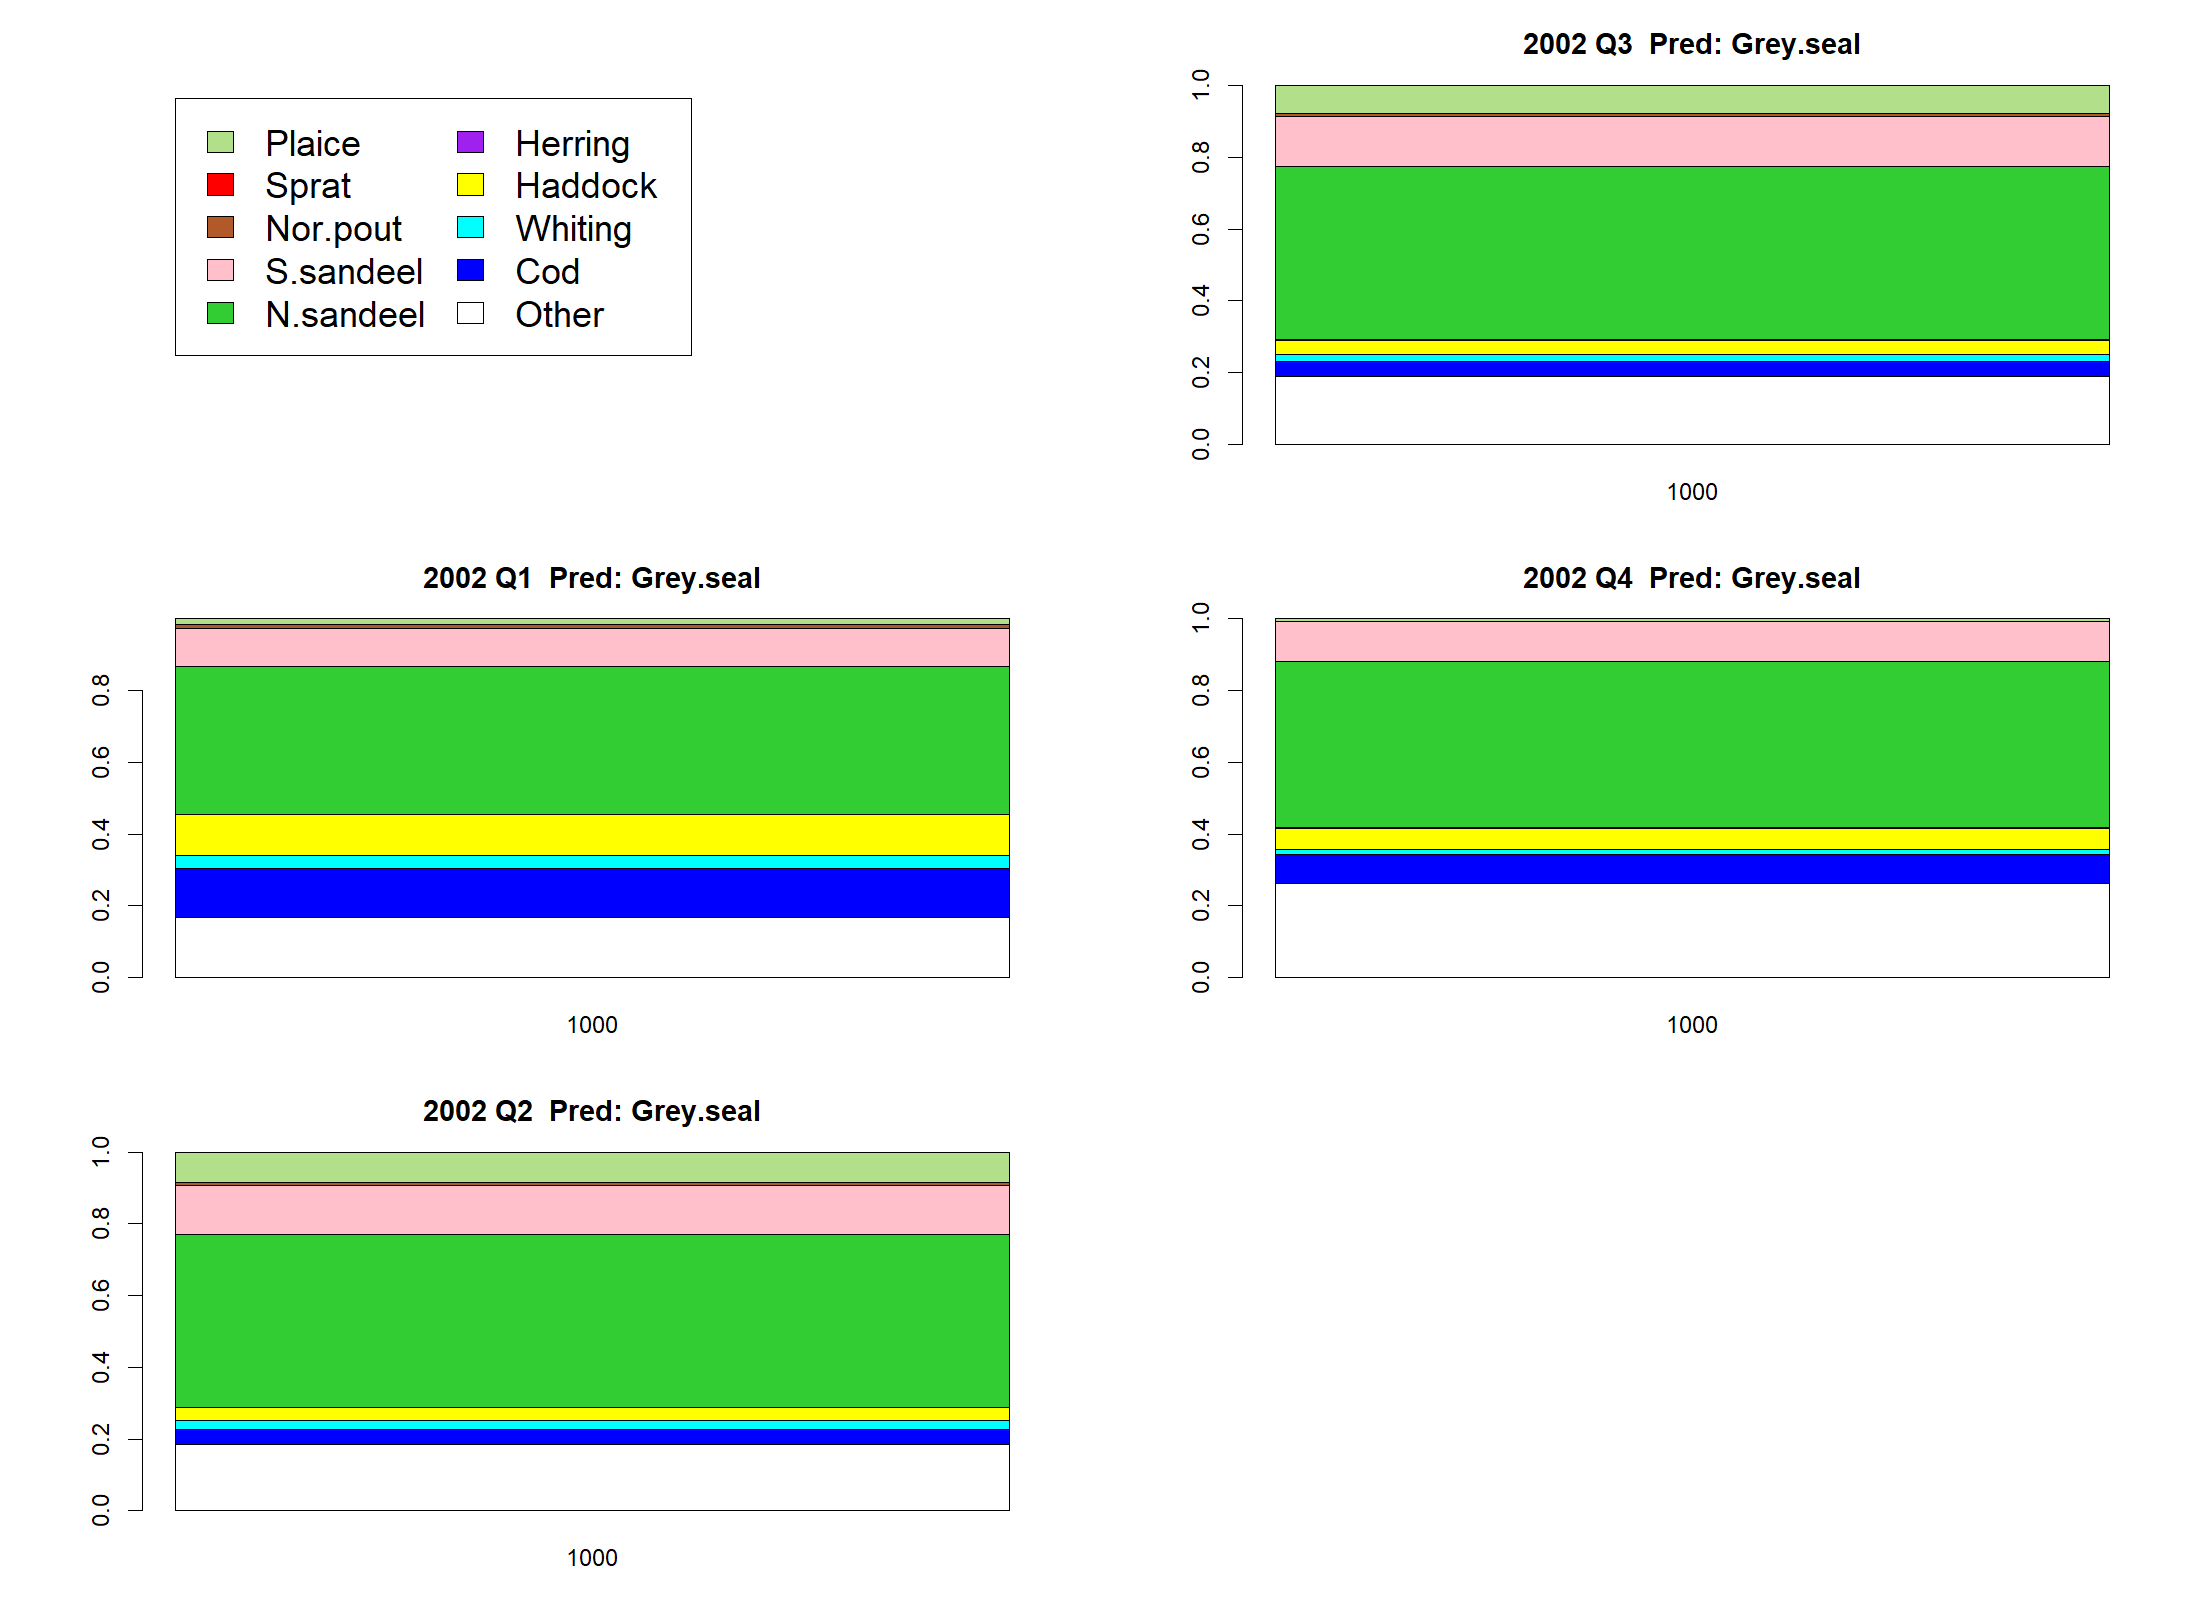 Plaice
Sprat
Nor.pout
S.sandeel
N.sandeel
Herring
Haddock
Whiting
Cod
Other
2002 Q1  Pred: Grey.seal
0.8
0.6
0.4
0.2
0.0
1000
2002 Q2  Pred: Grey.seal
1.0
0.8
0.6
0.4
0.2
0.0
1000
2002 Q3  Pred: Grey.seal
1.0
0.8
0.6
0.4
0.2
0.0
1000
2002 Q4  Pred: Grey.seal
1.0
0.8
0.6
0.4
0.2
0.0
1000